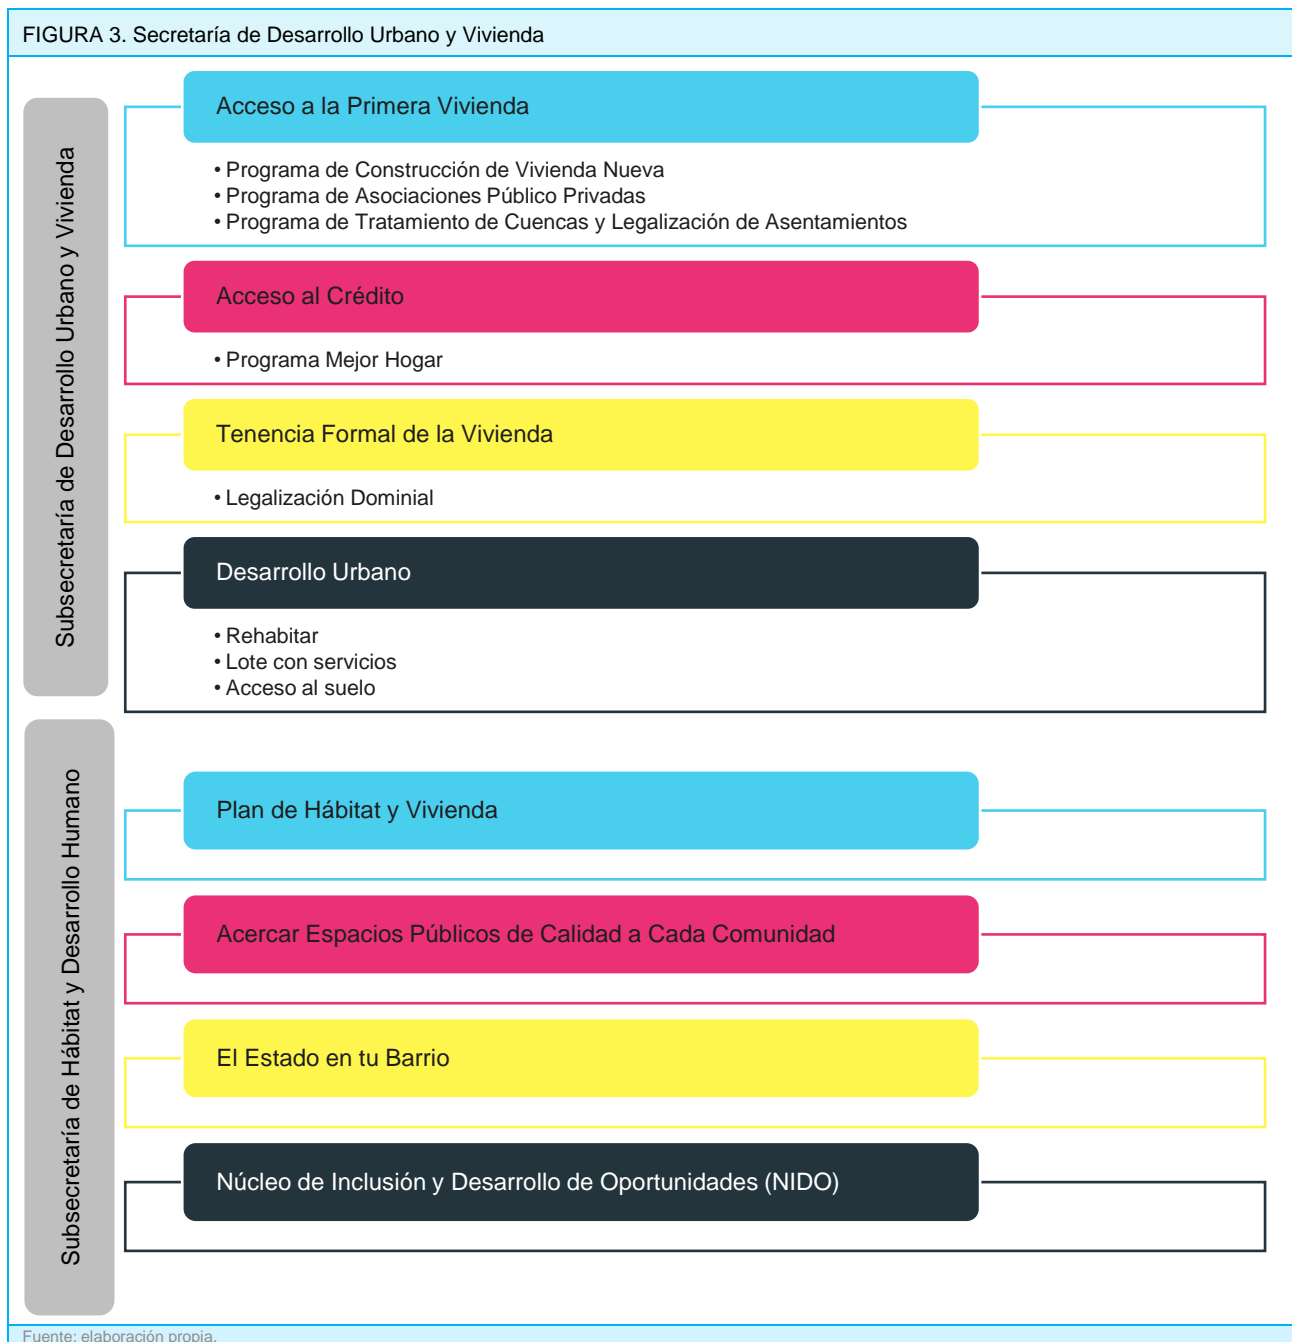 FIGURA 3. Secretaría de Desarrollo Urbano y Vivienda
Subsecretaría de Desarrollo Urbano y Vivienda
Acceso a la Primera Vivienda
• Programa de Construcción de Vivienda Nueva
• Programa de Asociaciones Público Privadas
• Programa de Tratamiento de Cuencas y Legalización de Asentamientos
Acceso al Crédito
• Programa Mejor Hogar
Tenencia Formal de la Vivienda
• Legalización Dominial
Desarrollo Urbano
• Rehabitar
• Lote con servicios
• Acceso al suelo
Subsecretaría de Hábitat y Desarrollo Humano
Plan de Hábitat y Vivienda
Acercar Espacios Públicos de Calidad a Cada Comunidad
El Estado en tu Barrio
Núcleo de Inclusión y Desarrollo de Oportunidades (NIDO)
Fuente: elaboración propia.